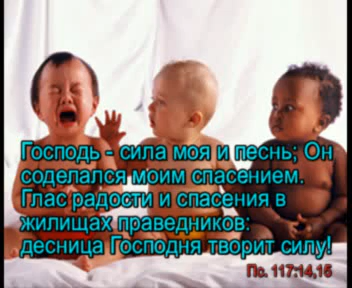 Господь - сила моя и песнь; Он
соделался моим спасением.
Глас радости и спасения в
жилищах праведников:
десница Господня творит силу!
Пс. 117:14,15